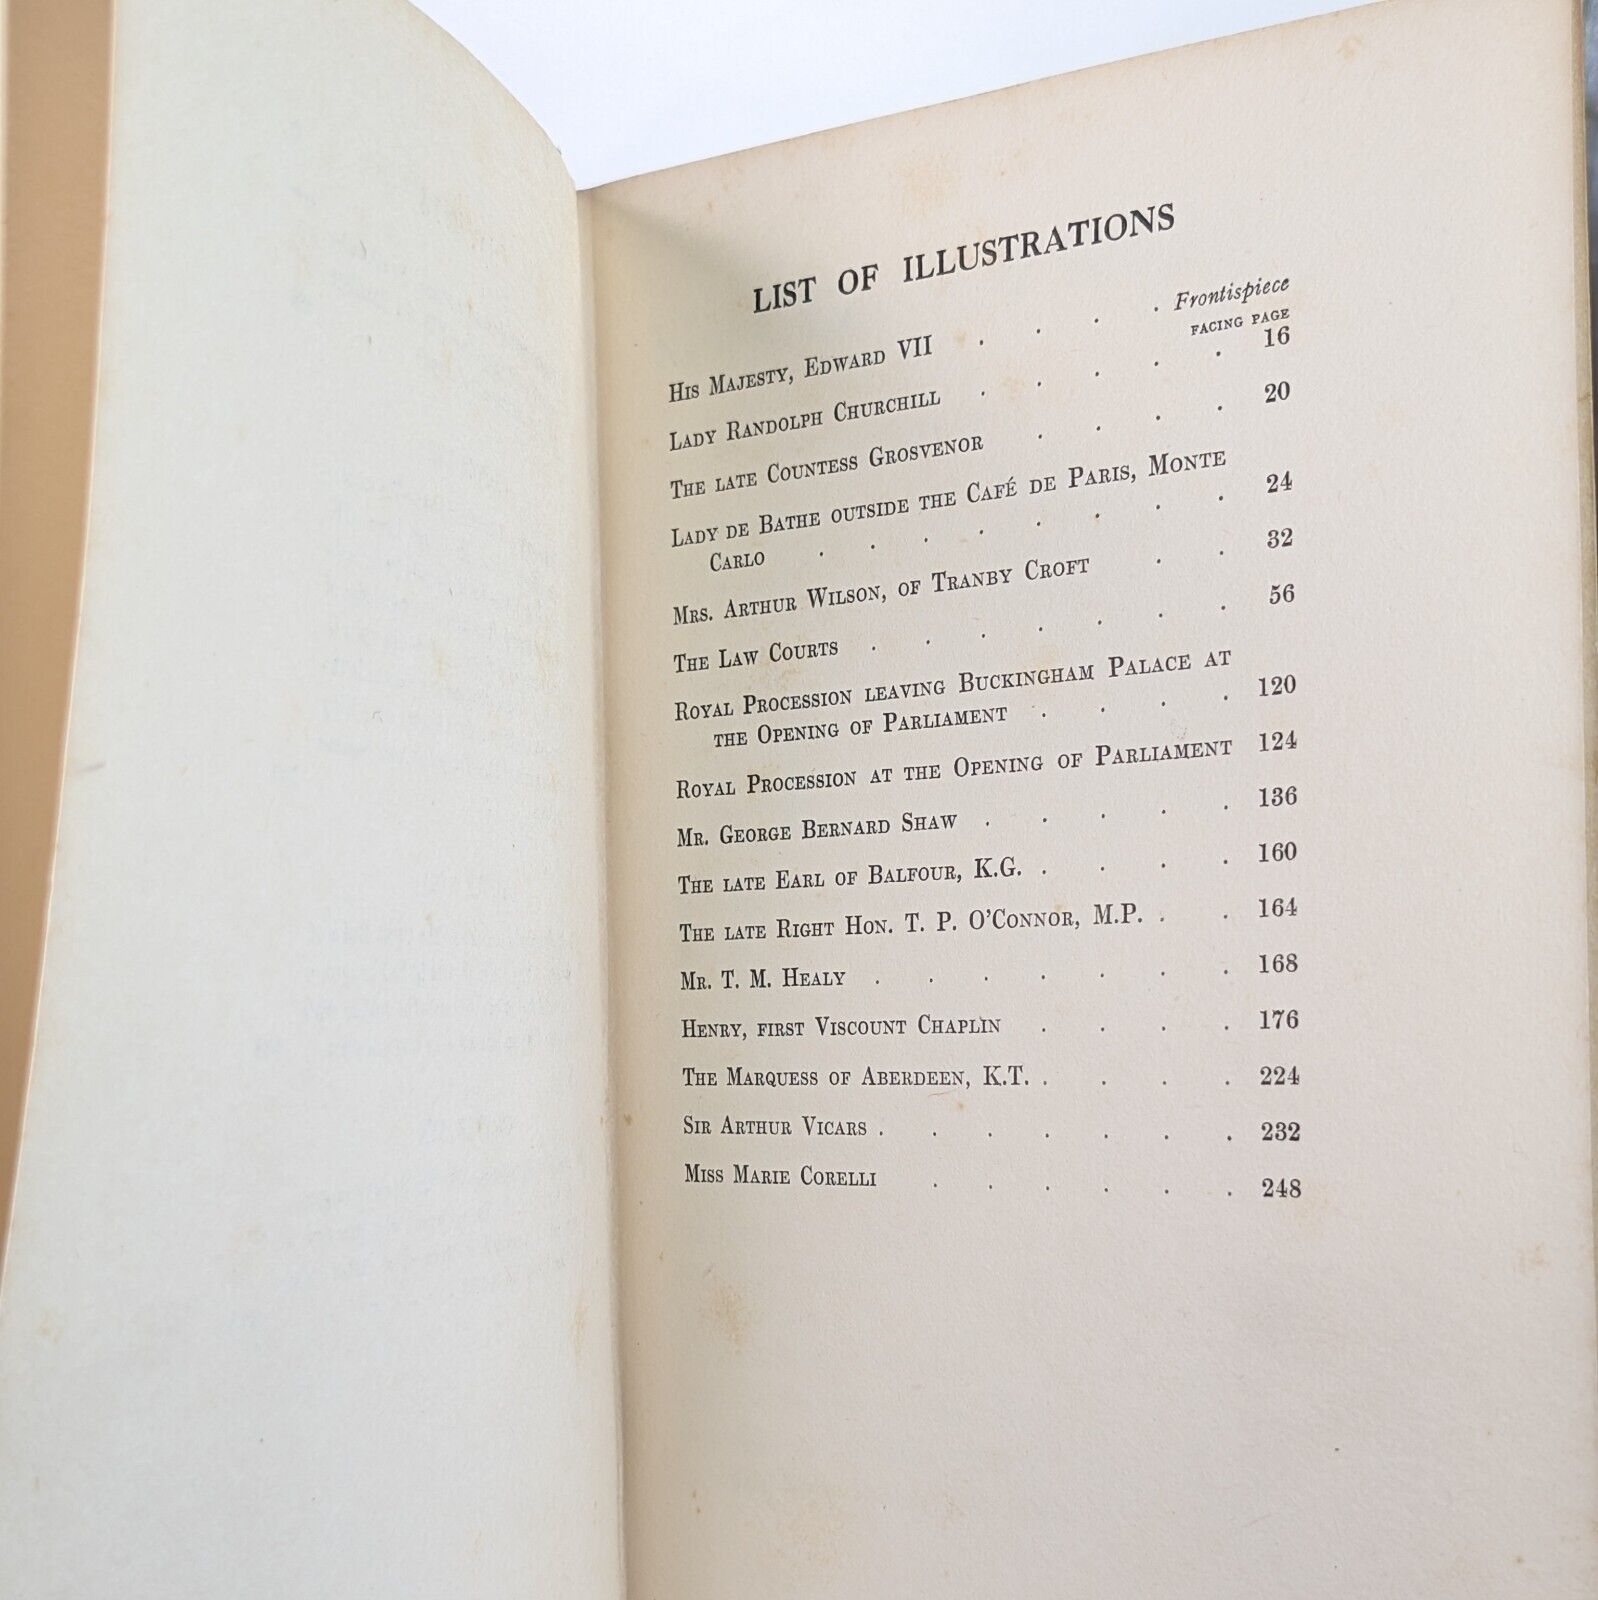 LIST OF ILLUSTRATIONS
His Majesty, Edward VII . . . . Frontispiece
FACING PAGE
Lady Randolph Churchill . . . . . 16
The late Countess Grosvenor . . . . 20
Lady de Bathe outside the Café de Paris, Monte
Carlo . . . . . . . . 24
Mrs. Arthur Wilson, of Tranby Croft . . 32
The Law Courts . . . . . . . 56
Royal Procession leaving Buckingham Palace at
the Opening of Parliament . . . . 120
Royal Procession at the Opening of Parliament 124
Mr. George Bernard Shaw . . . . . 136
The late Earl of Balfour, K.G. . . . . 160
The late Right Hon. T. P. O'Connor, M.P. . . 164
Mr. T. M. Healy . . . . . . . 168
Henry, first Viscount Chaplin . . . . 176
The Marquess of Aberdeen, K.T. . . . . 224
Sir Arthur Vicars . . . . . . . 232
Miss Marie Corelli . . . . . . 248